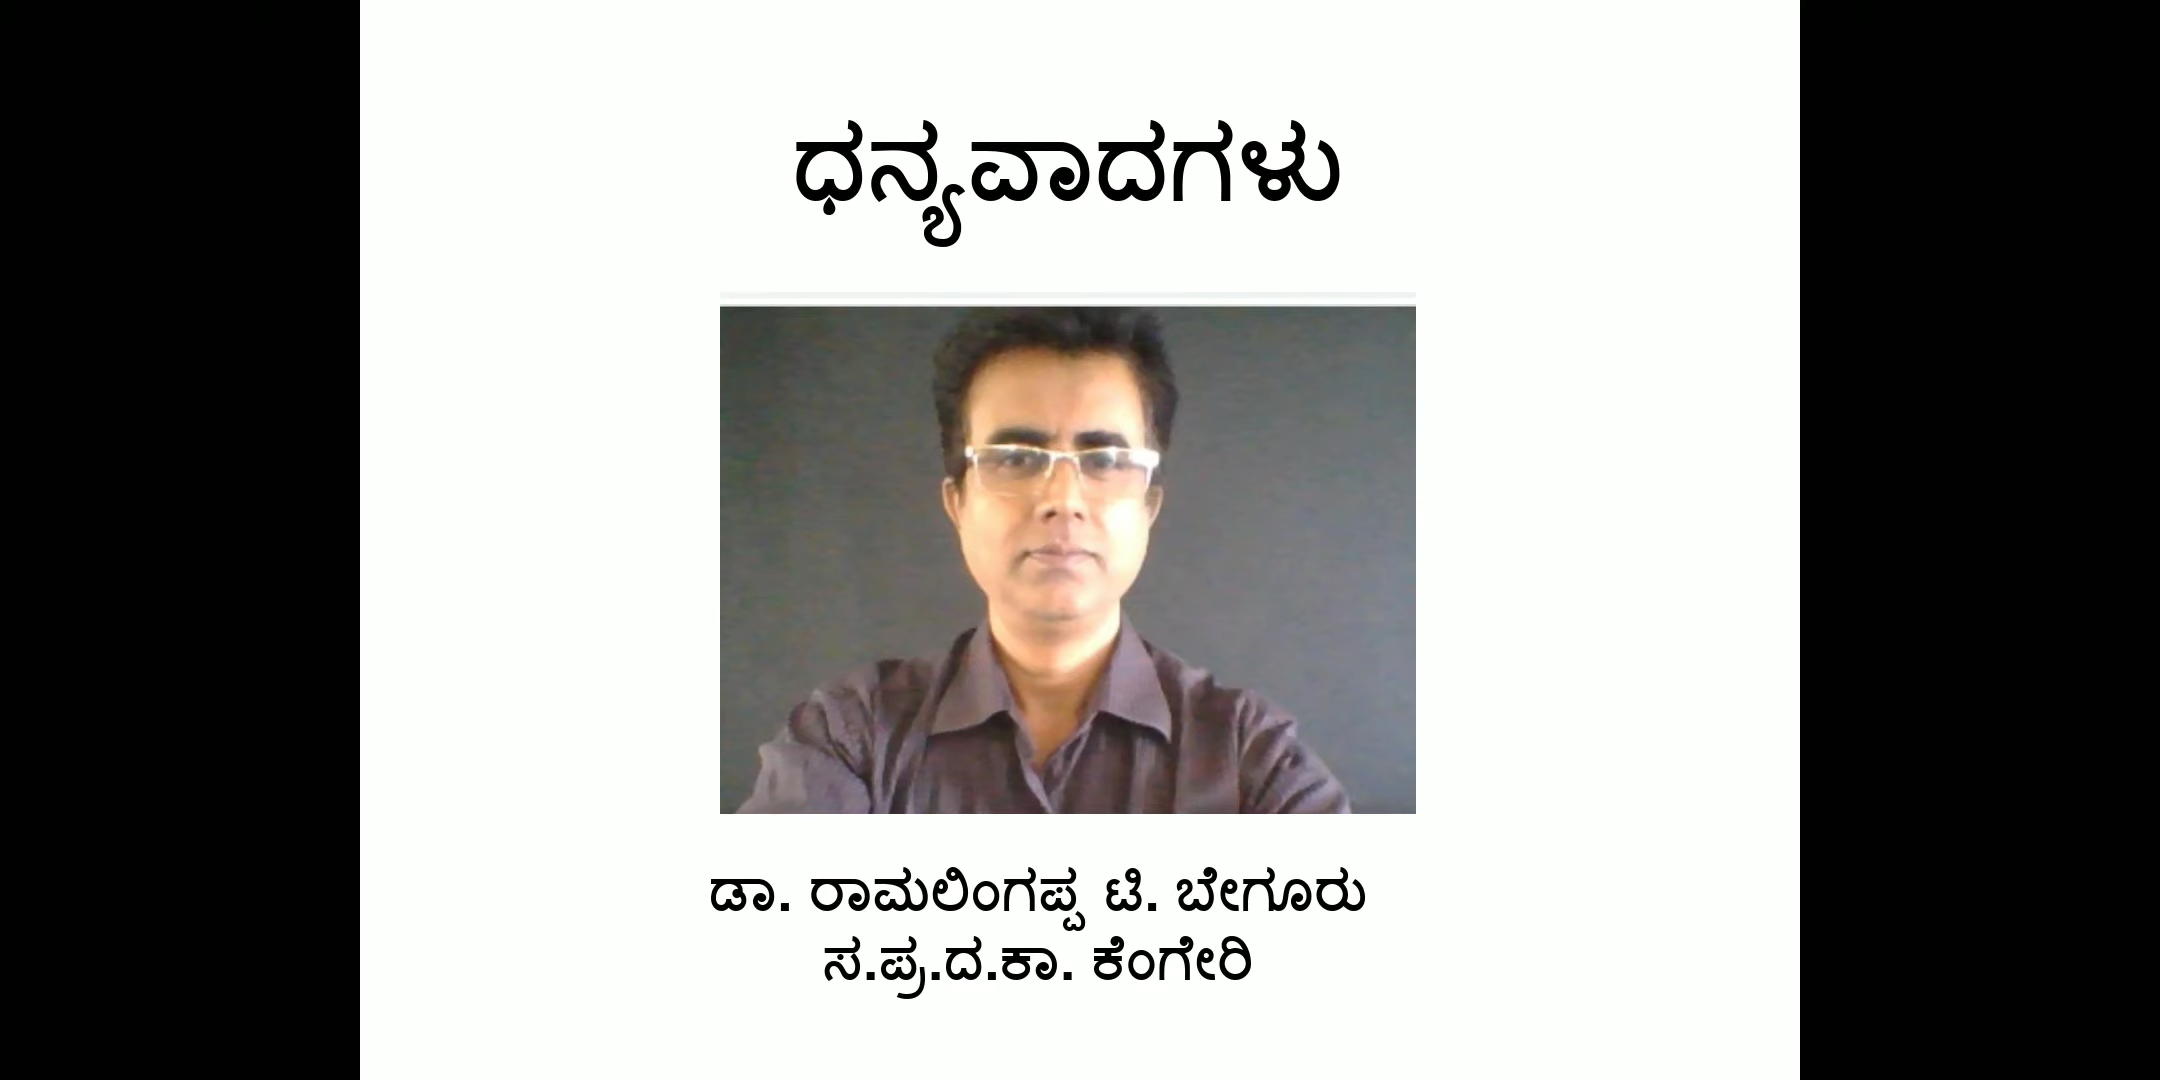 ಧನ್ಯವಾದಗಳು
ಡಾ. ರಾಮಲಿಂಗಪ್ಪ ಟಿ. ಬೇಗೂರು
ಸ.ಪ್ರ.ದ.ಕಾ. ಕೆಂಗೇರಿ